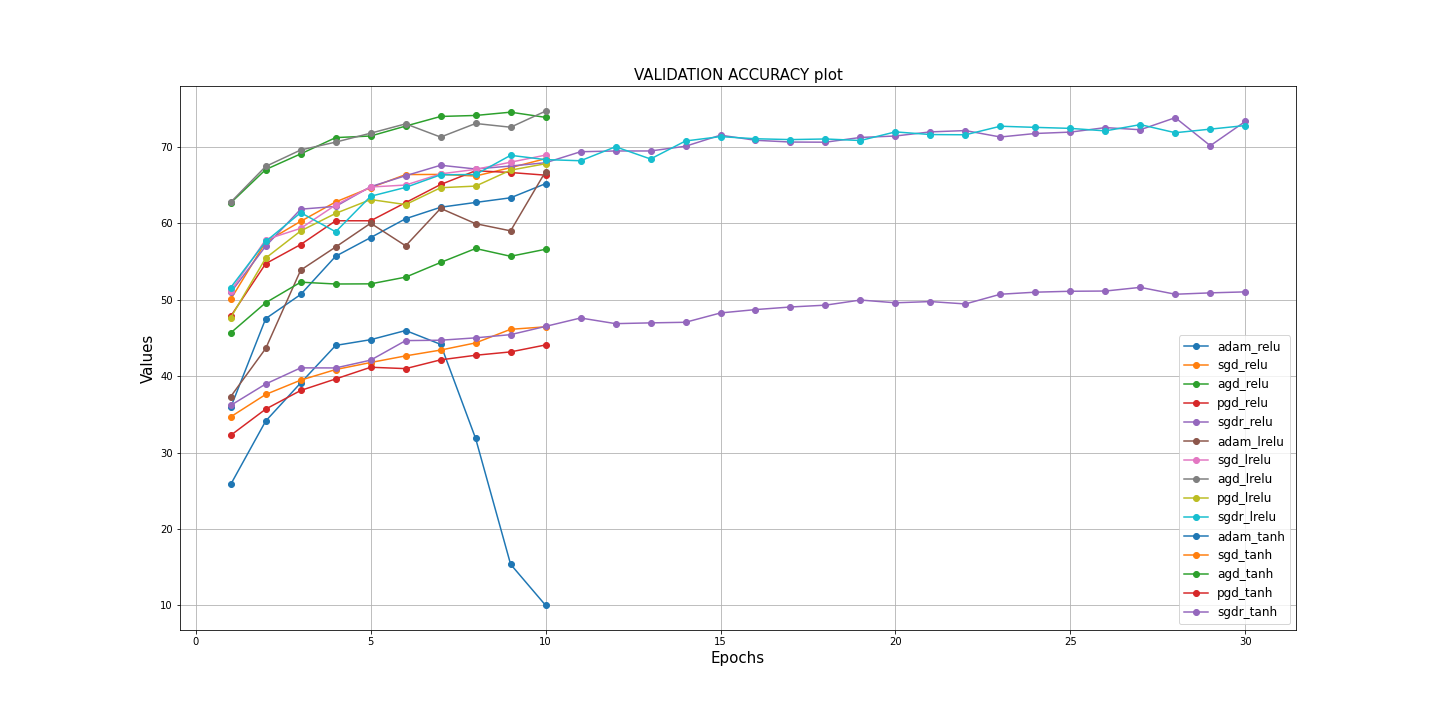 VALIDATION ACCURACY plot
Values
70
60
50
40
30
20
10
0
5
10
15
20
25
30
Epochs
adam_relu
sgd_relu
agd_relu
pgd_relu
sgdr_relu
adam_lrelu
sgd_lrelu
agd_lrelu
pgd_lrelu
sgdr_lrelu
adam_tanh
sgd_tanh
agd_tanh
pgd_tanh
sgdr_tanh